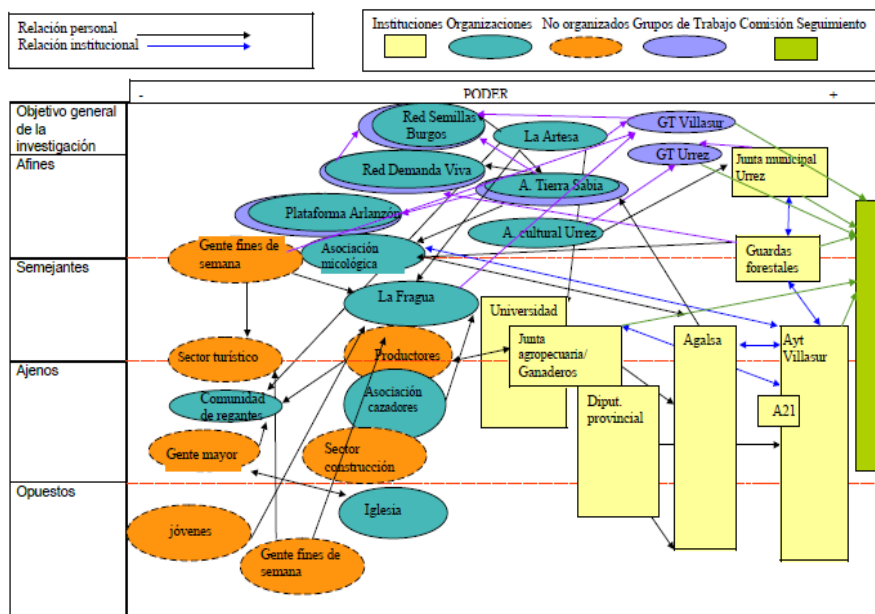 Relación personal
Relación institucional
Instituciones Organizaciones No organizados Grupos de Trabajo Comisión Seguimiento
- PODER +
Objetivo general
de la
investigación
Afines
Semejantes
Ajenos
Opuestos
Red Semillas
Burgos
La Artesa
GT Villasur
GT Urrez
Junta municipal
Urrez
Red Demanda Viva
A. Tierra Sabia
Plataforma Arlanzón
A. cultural Urrez
Gente fines de
semana
Asociación
micológica
Guardas
forestales
La Fragua
Universidad
Junta
agropecuaria/
Ganaderos
Agalsa
Ayt
Villasur
Sector turístico
Productores
Comunidad
de regantes
Asociación
cazadores
Diput.
provincial
A21
Gente mayor
Sector
construcción
Iglesia
jóvenes
Gente fines de
semana